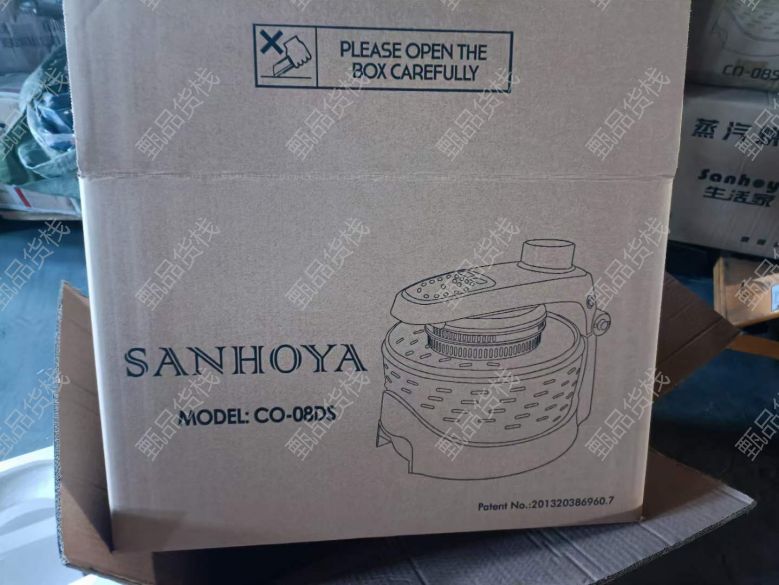 PLEASE OPEN THE
BOX CAREFULLY
SANHOYA
MODEL: CO-08DS
Patent No.:201320386960.7
CO-08S
蒸汽
Sanhoy
生活家
甄品货栈